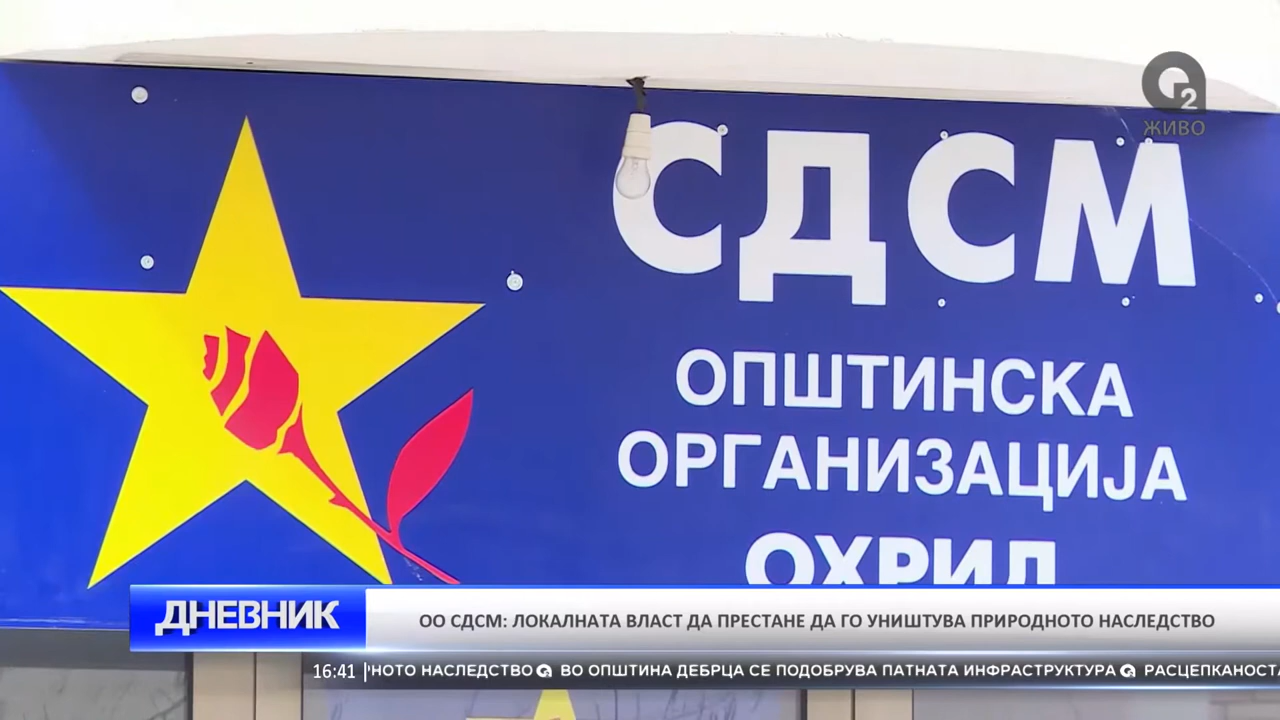 2
ЖИВО
СДСМ
ОПШТИНСКА
ОРГАНИЗАЦИЈА
ОХРИД
ДНЕВНИК
ОО СДСМ: ЛОКАЛНАТА ВЛАСТ ДА ПРЕСТАНЕ ДА ГО УНИШТУВА ПРИРОДНОТО НАСЛЕДСТВО
16:41 НОТО НАСЛЕДСТВО ВО ОПШТИНА ДЕБРЦА СЕ ПОДОБРУВА ПАТНАТА ИНФРАСТРУКТУРА РАСЦЕПКАНОСТА